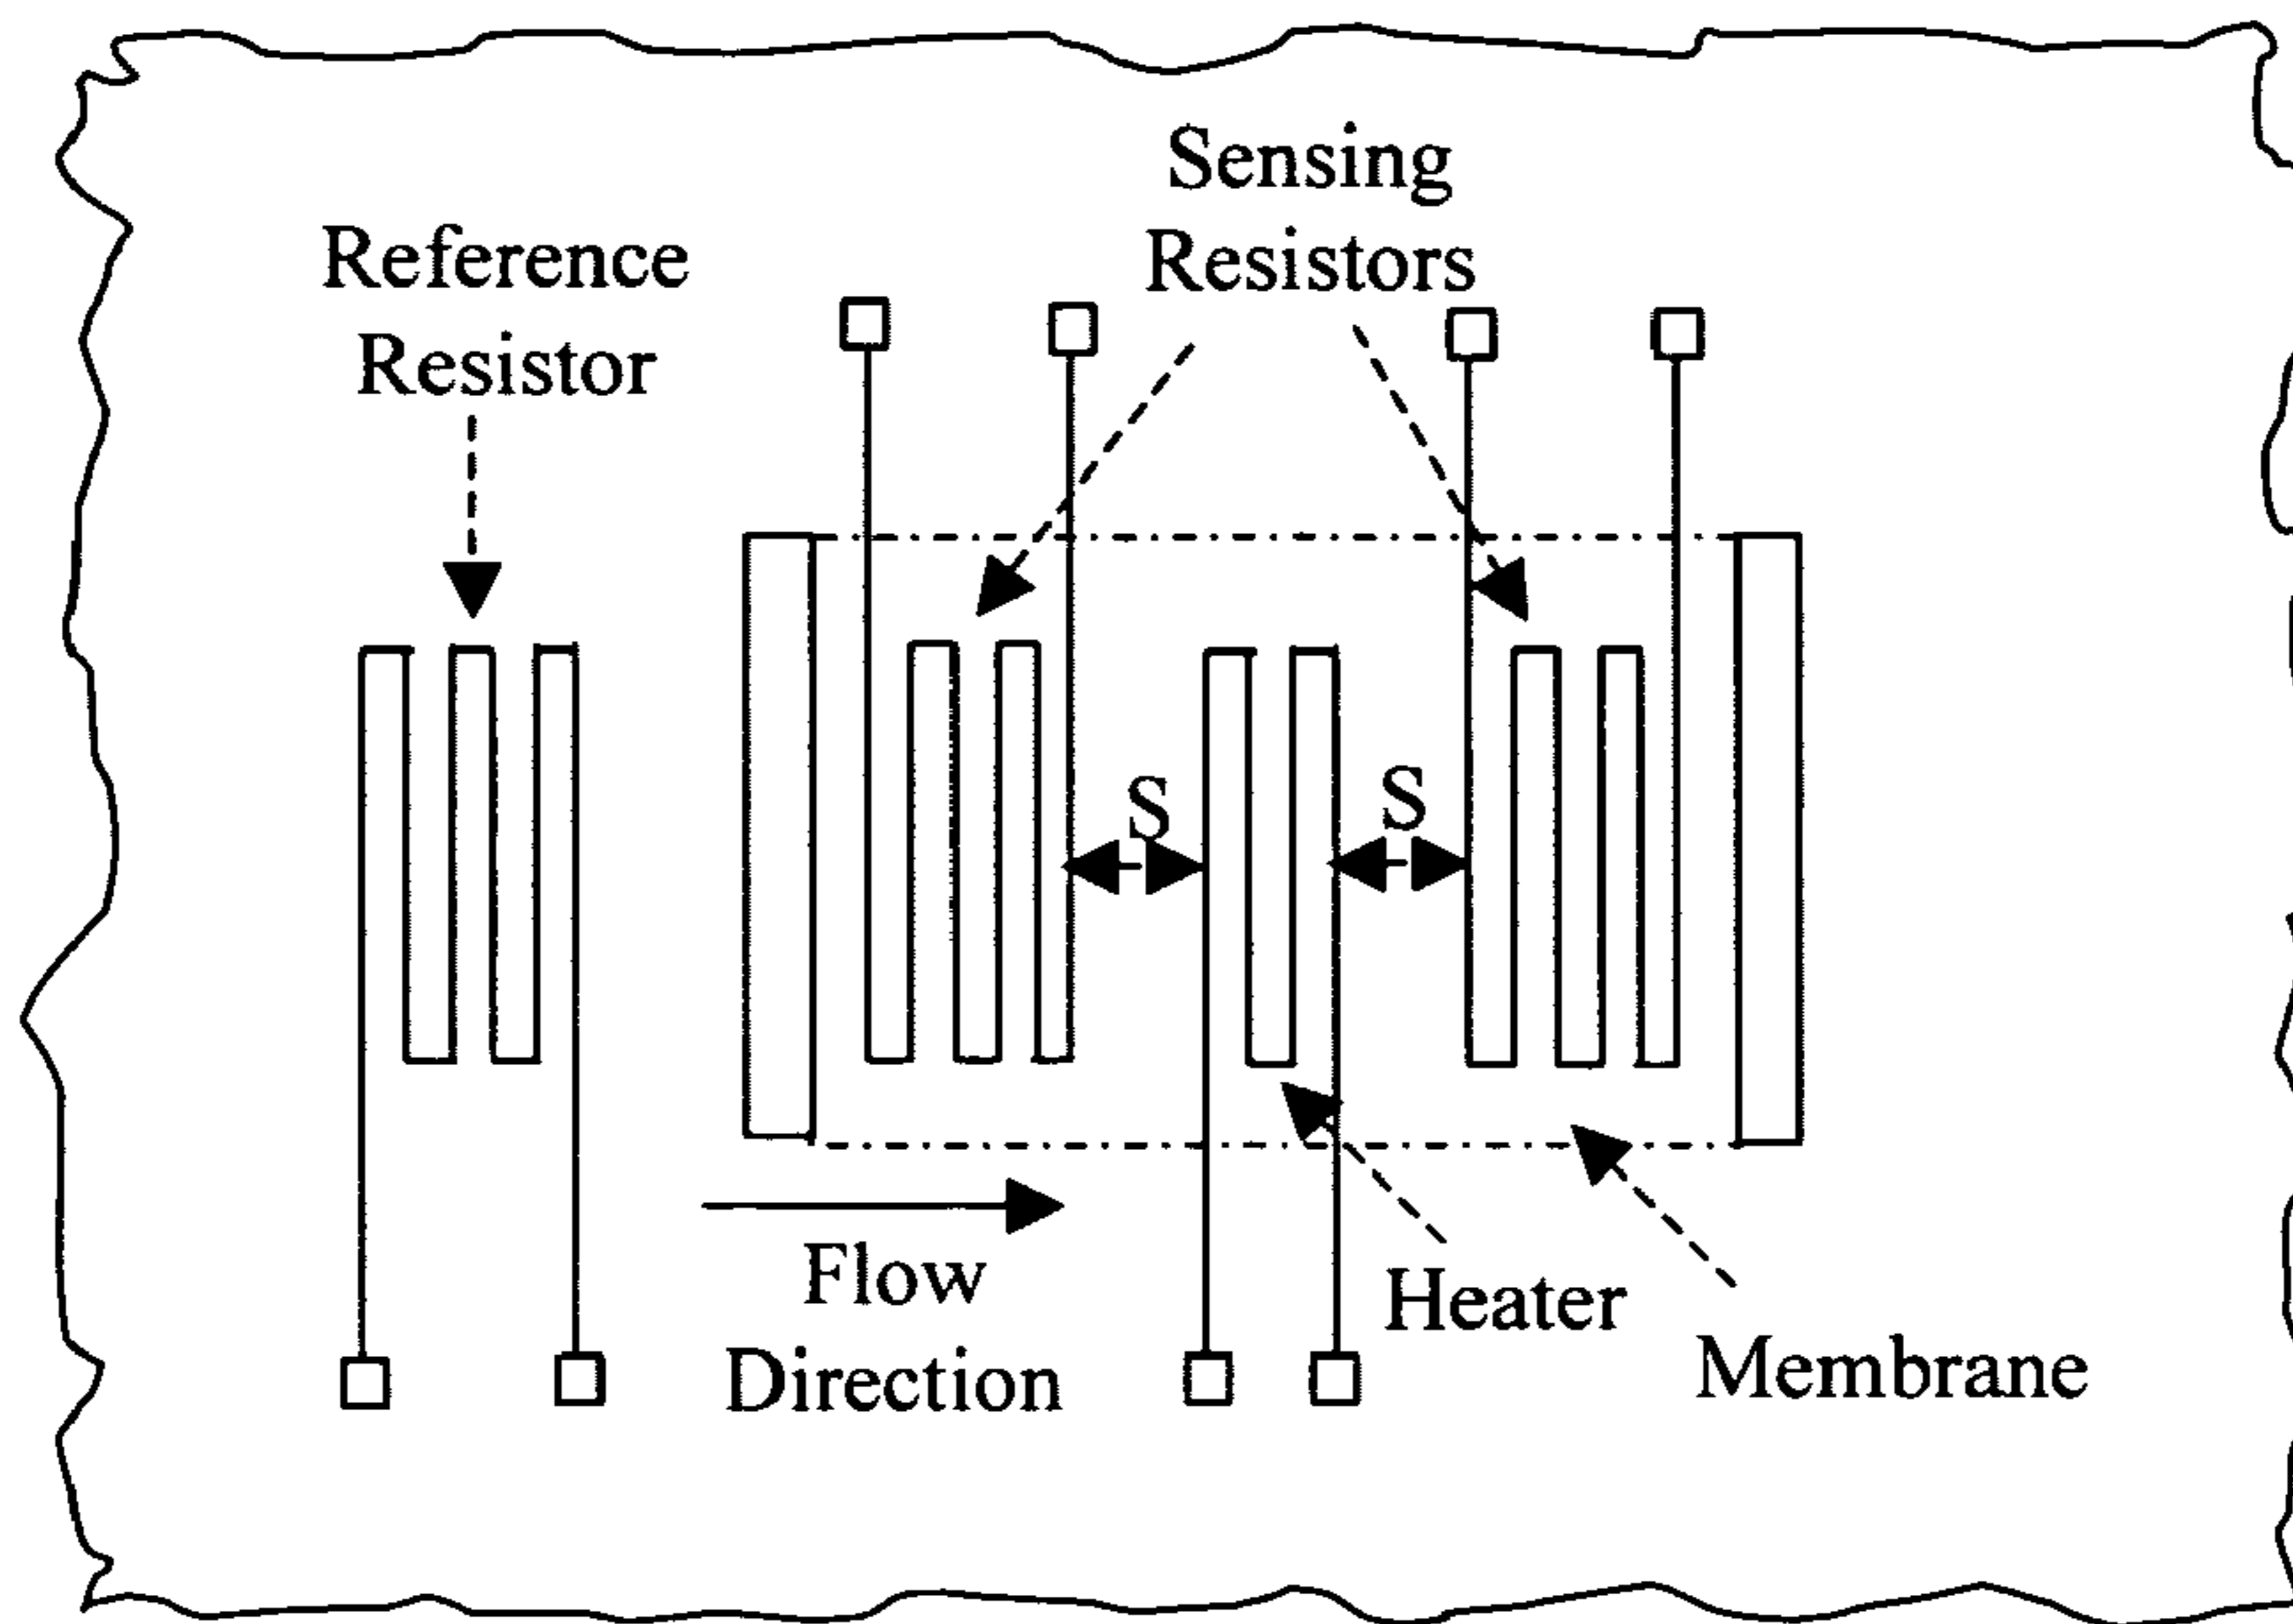 Sensing
Resistors
Reference
Resistor
S
S
Flow
Direction
Heater
Membrane